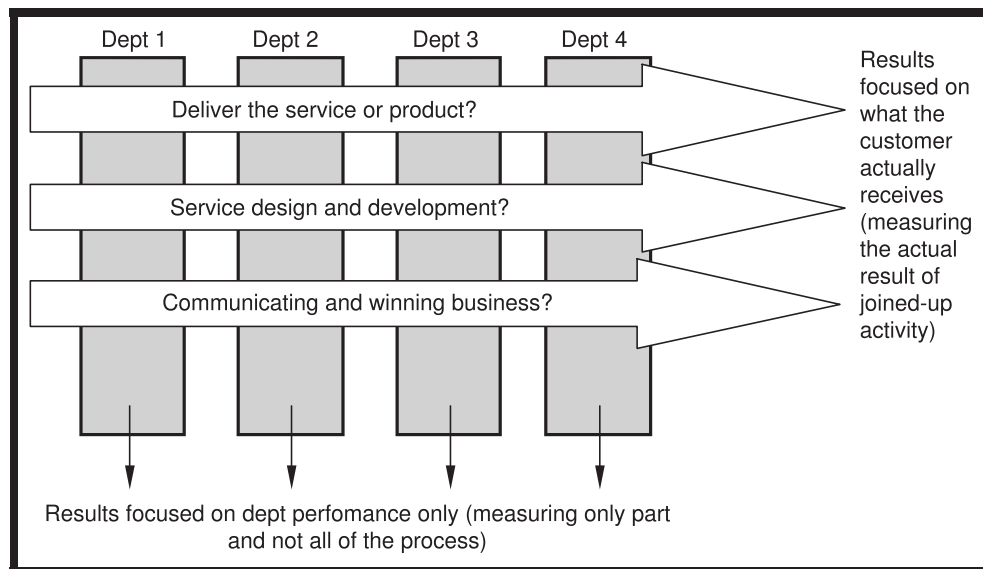 Dept 1 Dept 2 Dept 3 Dept 4
Deliver the service or product?
Service design and development?
Communicating and winning business?
Results
focused on
what the
customer
actually
receives
(measuring
the actual
result of
joined-up
activity)
Results focused on dept perfomance only (measuring only part
and not all of the process)